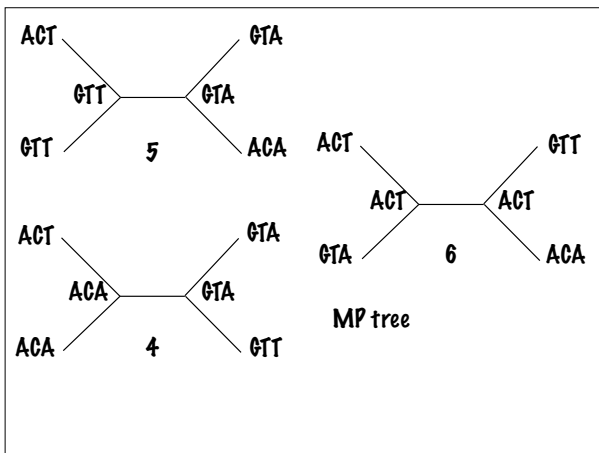 ACT GTA
GTT GTA
GTT 5 ACA
ACT GTT
ACT ACT
GTA 6 ACA
ACT GTA
ACA GTA
ACA 4 GTT
MP tree